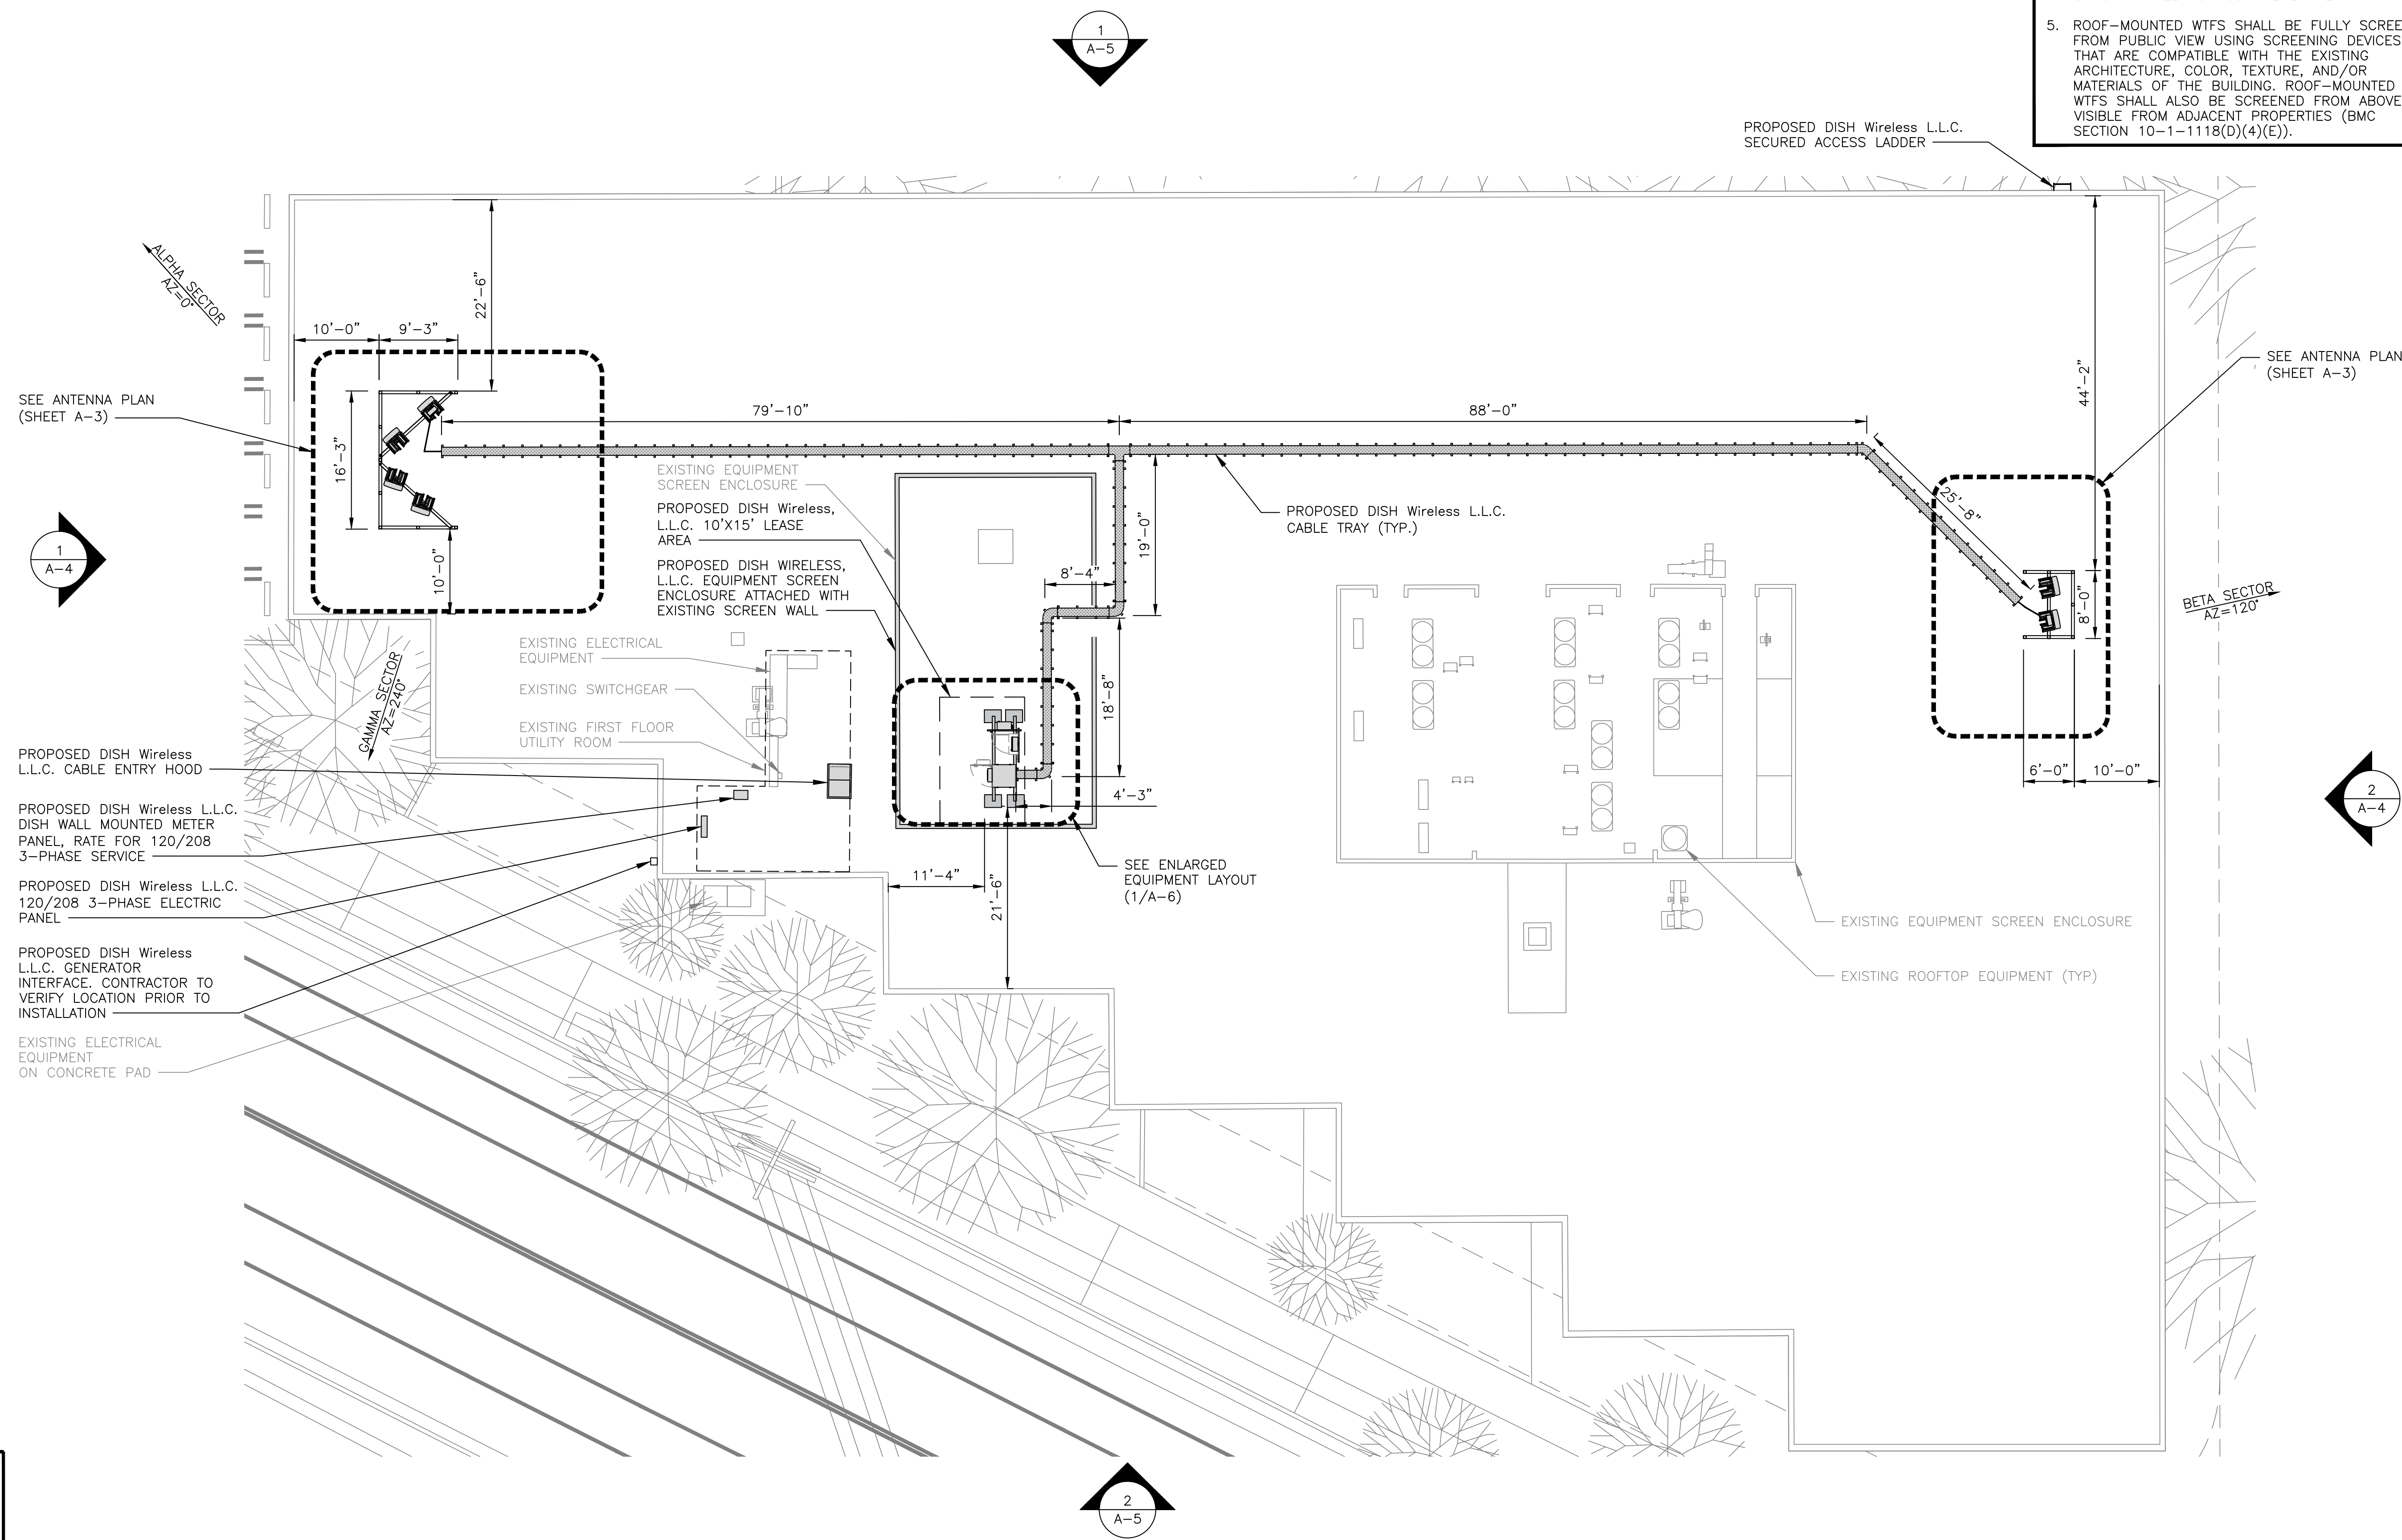 1
A-5
5. ROOF-MOUNTED WTFS SHALL BE FULLY
FROM PUBLIC VIEW USING SCREENING DEVICES
THAT ARE COMPATIBLE WITH THE EXISTING
ARCHITECTURE, COLOR, TEXTURE, AND/OR
MATERIALS OF THE BUILDING. ROOF-MOUNTED
WTFS SHALL ALSO BE SCREENED FROM ABOVE
VISIBLE FROM ADJACENT PROPERTIES (BMC
SECTION 10-1-1118(D)(4)(E)).
PROPOSED DISH Wireless L.L.C.
SECURED ACCESS LADDER
ALPHA SECTOR
AZ=0°
22'-6"
10'-0"
9'-3"
44'-2"
SEE ANTENNA PLAN
(SHEET A-3)
SEE ANTENNA PLAN
(SHEET A-3)
16'-3"
79'-10"
88'-0"
25'-8"
10'-0"
1
A-4
EXISTING EQUIPMENT
SCREEN ENCLOSURE
PROPOSED DISH Wireless,
L.L.C. 10'X15' LEASE
AREA
PROPOSED DISH WIRELESS,
L.L.C. EQUIPMENT SCREEN
ENCLOSURE ATTACHED WITH
EXISTING SCREEN WALL
PROPOSED DISH Wireless L.L.C.
CABLE TRAY (TYP.)
19'-0"
8'-4"
18'-8"
8'-0"
BETA SECTOR
AZ=120°
EXISTING ELECTRICAL
EQUIPMENT
EXISTING SWITCHGEAR
EXISTING FIRST FLOOR
UTILITY ROOM
GAMMA SECTOR
AZ=240°
PROPOSED DISH Wireless
L.L.C. CABLE ENTRY HOOD
PROPOSED DISH Wireless L.L.C.
DISH WALL MOUNTED METER
PANEL, RATE FOR 120/208
3-PHASE SERVICE
PROPOSED DISH Wireless L.L.C.
120/208 3-PHASE ELECTRIC
PANEL
PROPOSED DISH Wireless
L.L.C. GENERATOR
INTERFACE. CONTRACTOR TO
VERIFY LOCATION PRIOR TO
INSTALLATION
EXISTING ELECTRICAL
EQUIPMENT
ON CONCRETE PAD
4'-3"
11'-4"
21'-6"
SEE ENLARGED
EQUIPMENT LAYOUT
(1/A-6)
6'-0"
10'-0"
2
A-4
EXISTING EQUIPMENT SCREEN ENCLOSURE
EXISTING ROOFTOP EQUIPMENT (TYP)
2
A-5